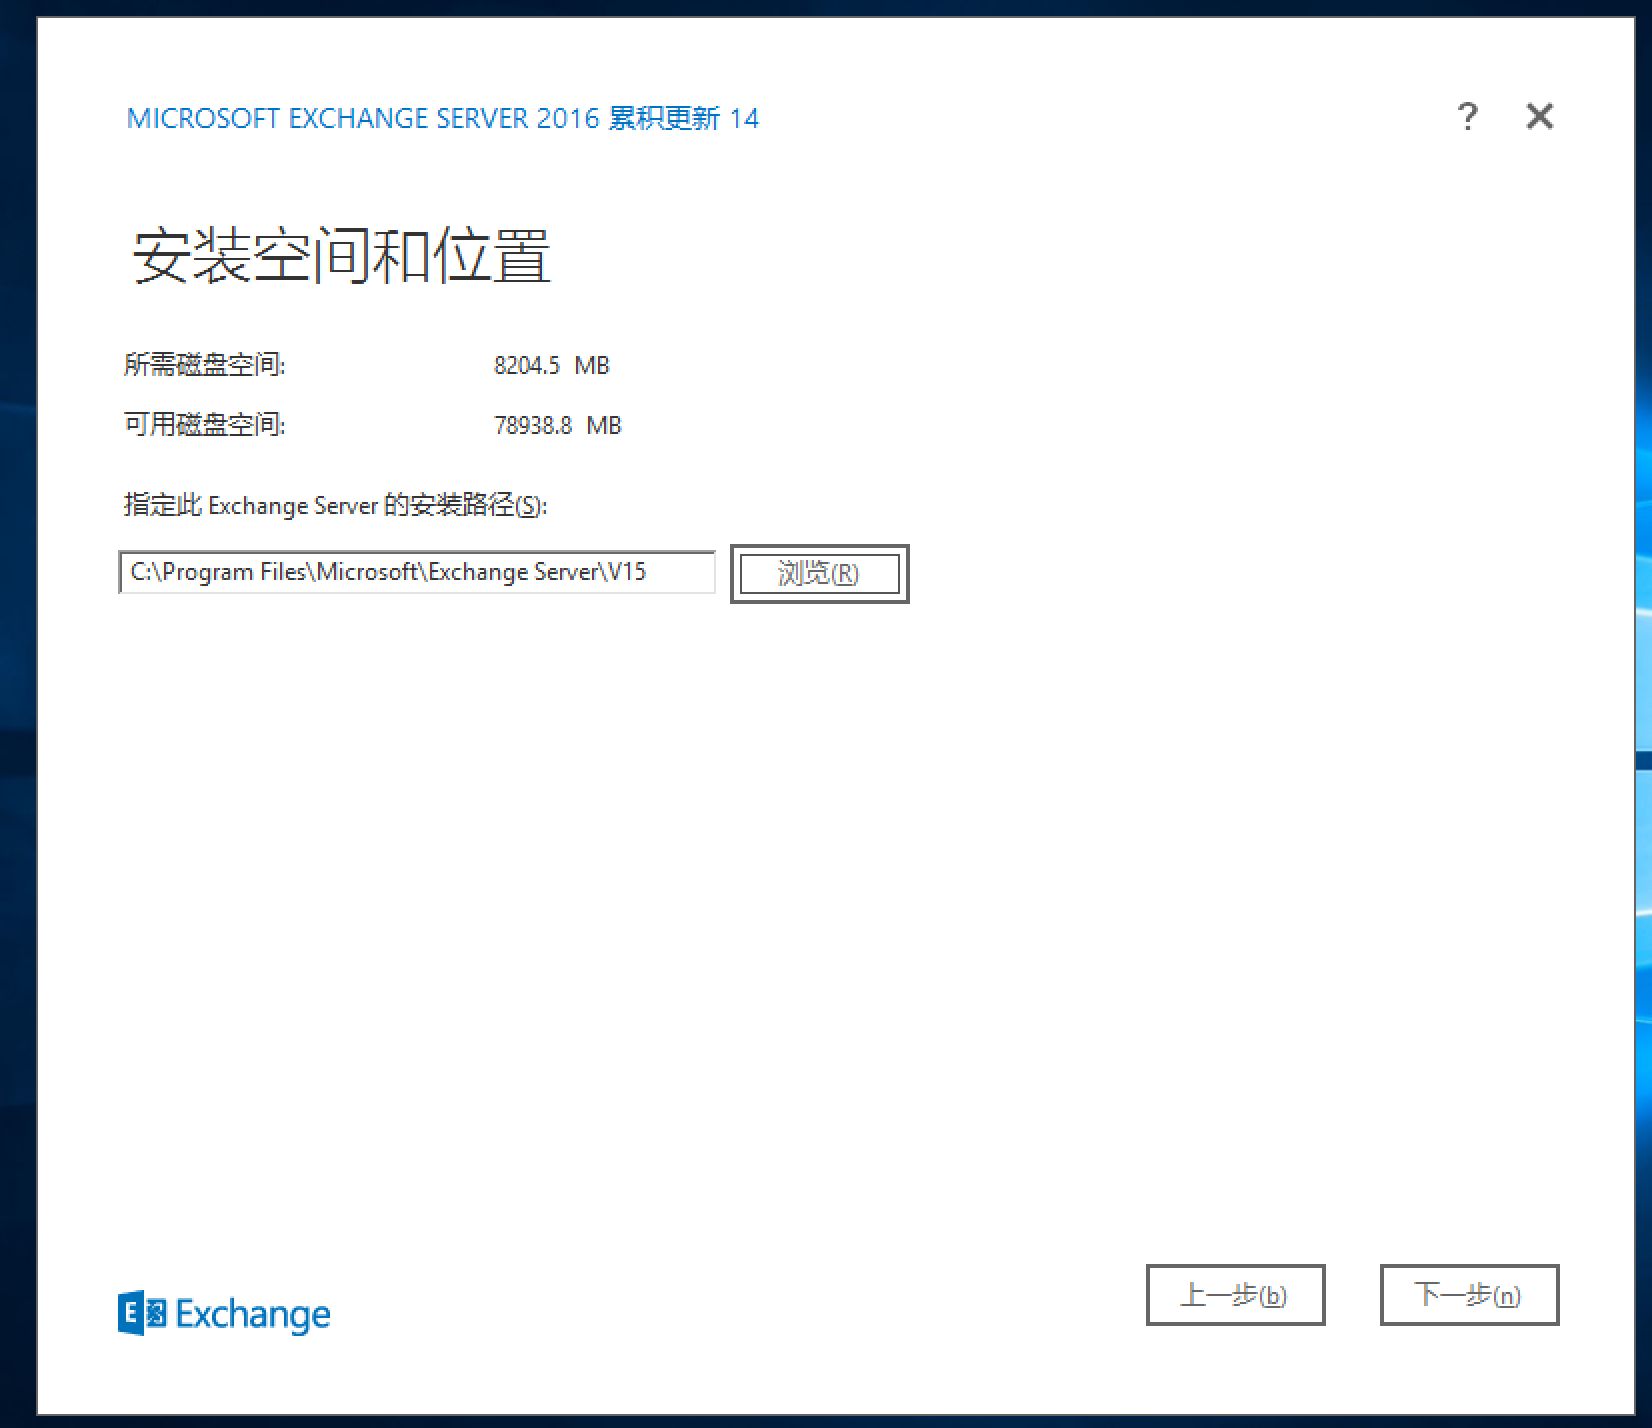 MICROSOFT EXCHANGE SERVER 2016 累积更新 14
? ✕
安装空间和位置
所需磁盘空间: 8204.5 MB
可用磁盘空间: 78938.8 MB
指定此 Exchange Server 的安装路径(S):
C:\Program Files\Microsoft\Exchange Server\V15 浏览(R)
上一步(b) 下一步(n)
E Exchange